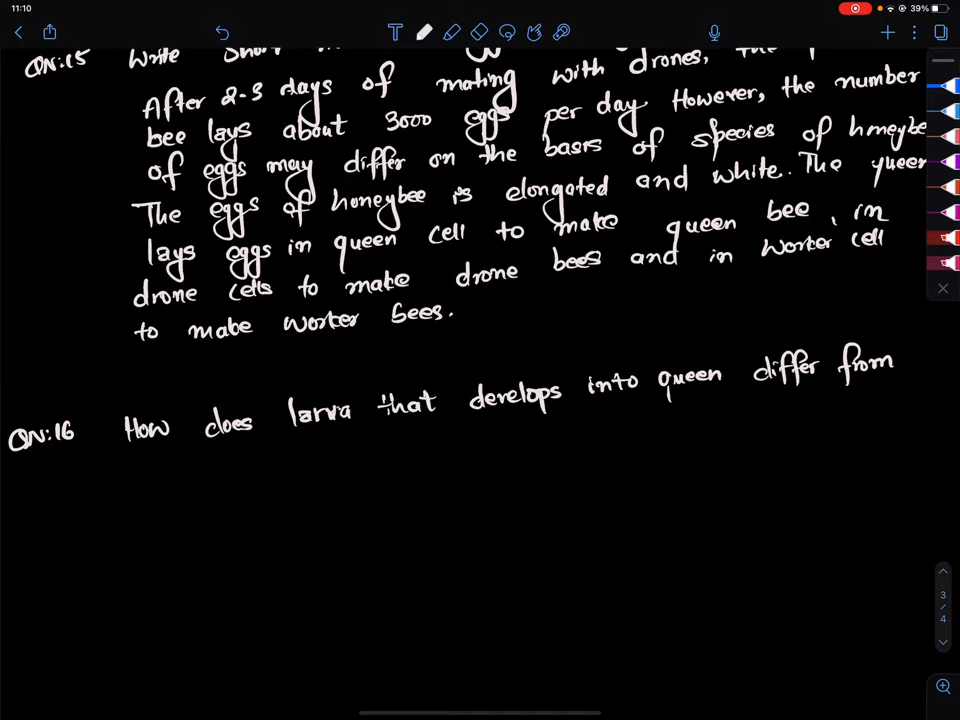 11:10
39%
QN:15 Write Short
After 2-3 days of mating with drones, the
bee lays about 3000 eggs per day. However, the number
of eggs may differ on the basis of species of honeybe
The eggs of honeybee is elongated and white. The queen
lays eggs in queen cell to make queen bee, in
drone cells to make drone bees and in worker cell
to make worker bees.
QN:16 How does larva that develops into queen differ from
3
/
4